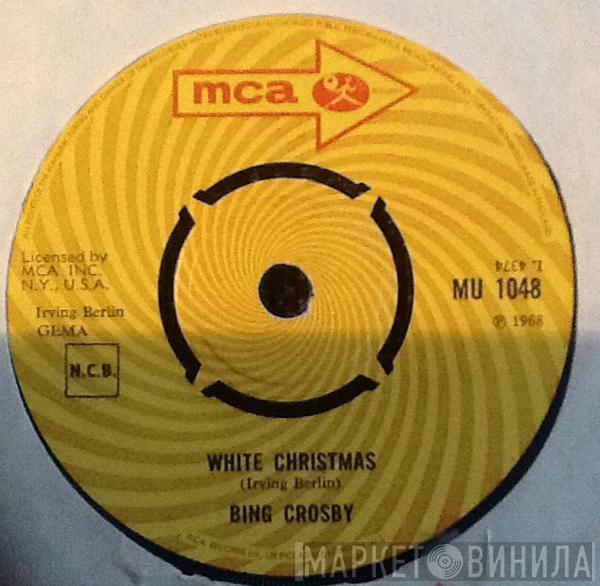 mca
Licensed by
MCA INC.
N.Y., U.S.A.
Irving Berlin
GEMA
N.C.B.
L. 4374
MU 1048
℗ 1968
WHITE CHRISTMAS
(Irving Berlin)
BING CROSBY
МАРКЕТ ВИНИЛА